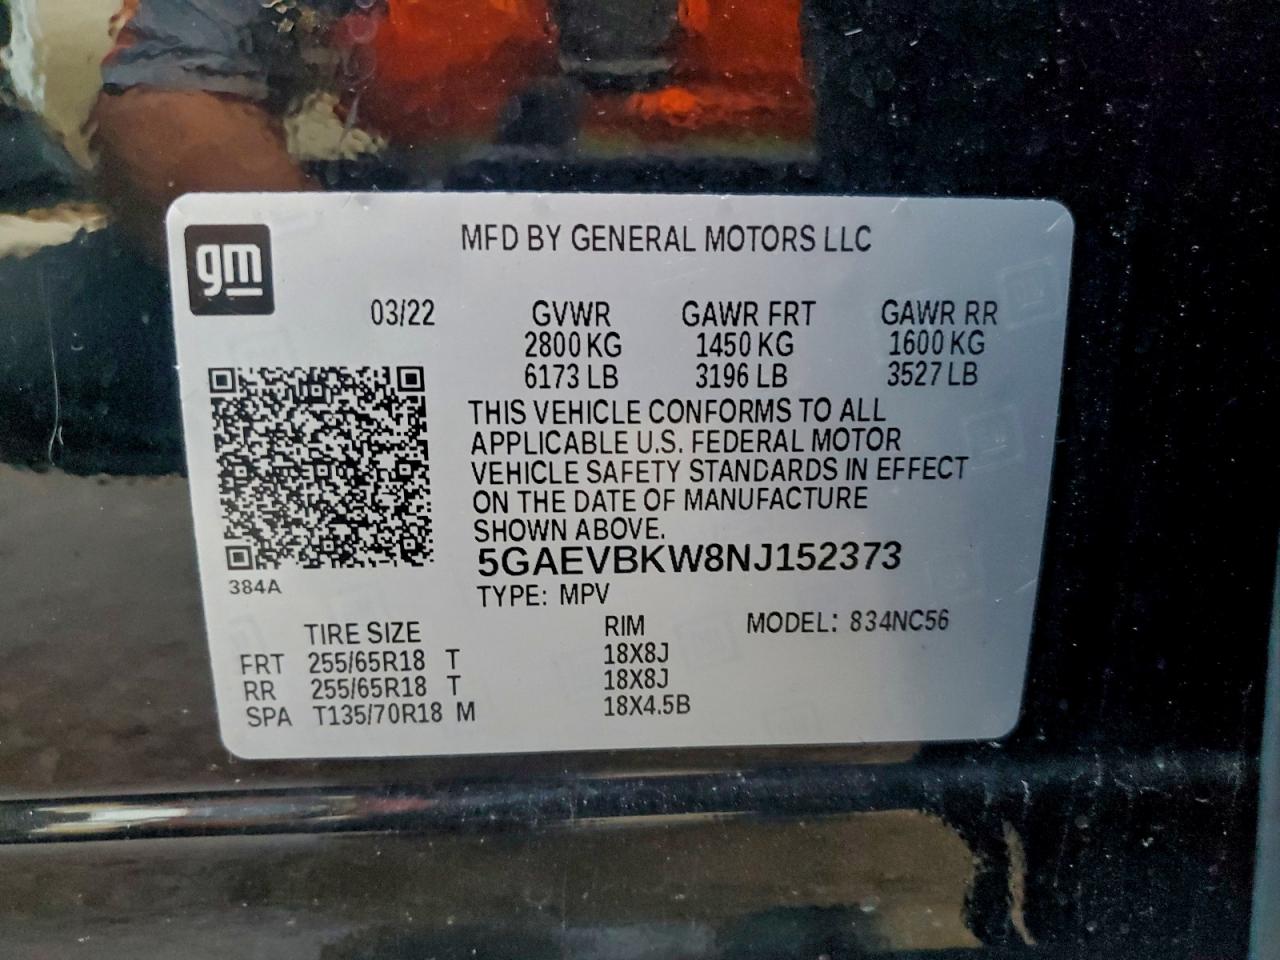 gm
MFD BY GENERAL MOTORS LLC
03/22 GVWR GAWR FRT GAWR RR
2800 KG 1450 KG 1600 KG
6173 LB 3196 LB 3527 LB
THIS VEHICLE CONFORMS TO ALL
APPLICABLE U.S. FEDERAL MOTOR
VEHICLE SAFETY STANDARDS IN EFFECT
ON THE DATE OF MANUFACTURE
SHOWN ABOVE.
5GAEVBKW8NJ152373
384A
TYPE: MPV
TIRE SIZE RIM MODEL: 834NC56
FRT 255/65R18 T 18X8J
RR 255/65R18 T 18X8J
SPA T135/70R18 M 18X4.5B